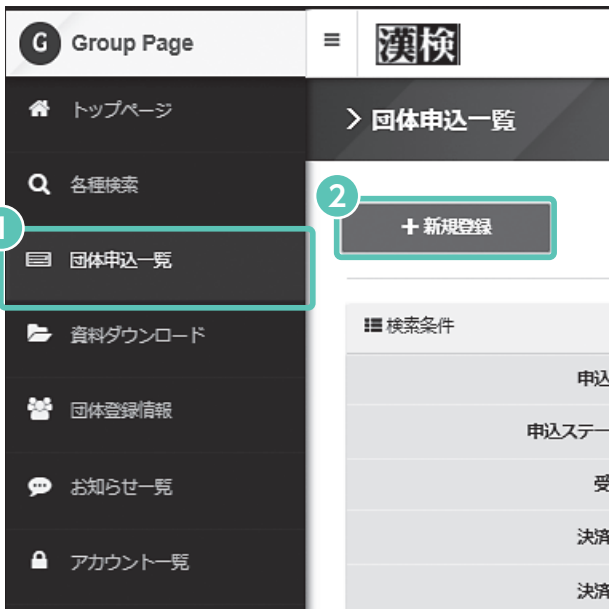 G Group Page
漢検
トップページ
各種検索
1
団体申込一覧
資料ダウンロード
団体登録情報
お知らせ一覧
アカウント一覧
団体申込一覧
2
+ 新規登録
検索条件
申込
申込ステー
受
決済
決済